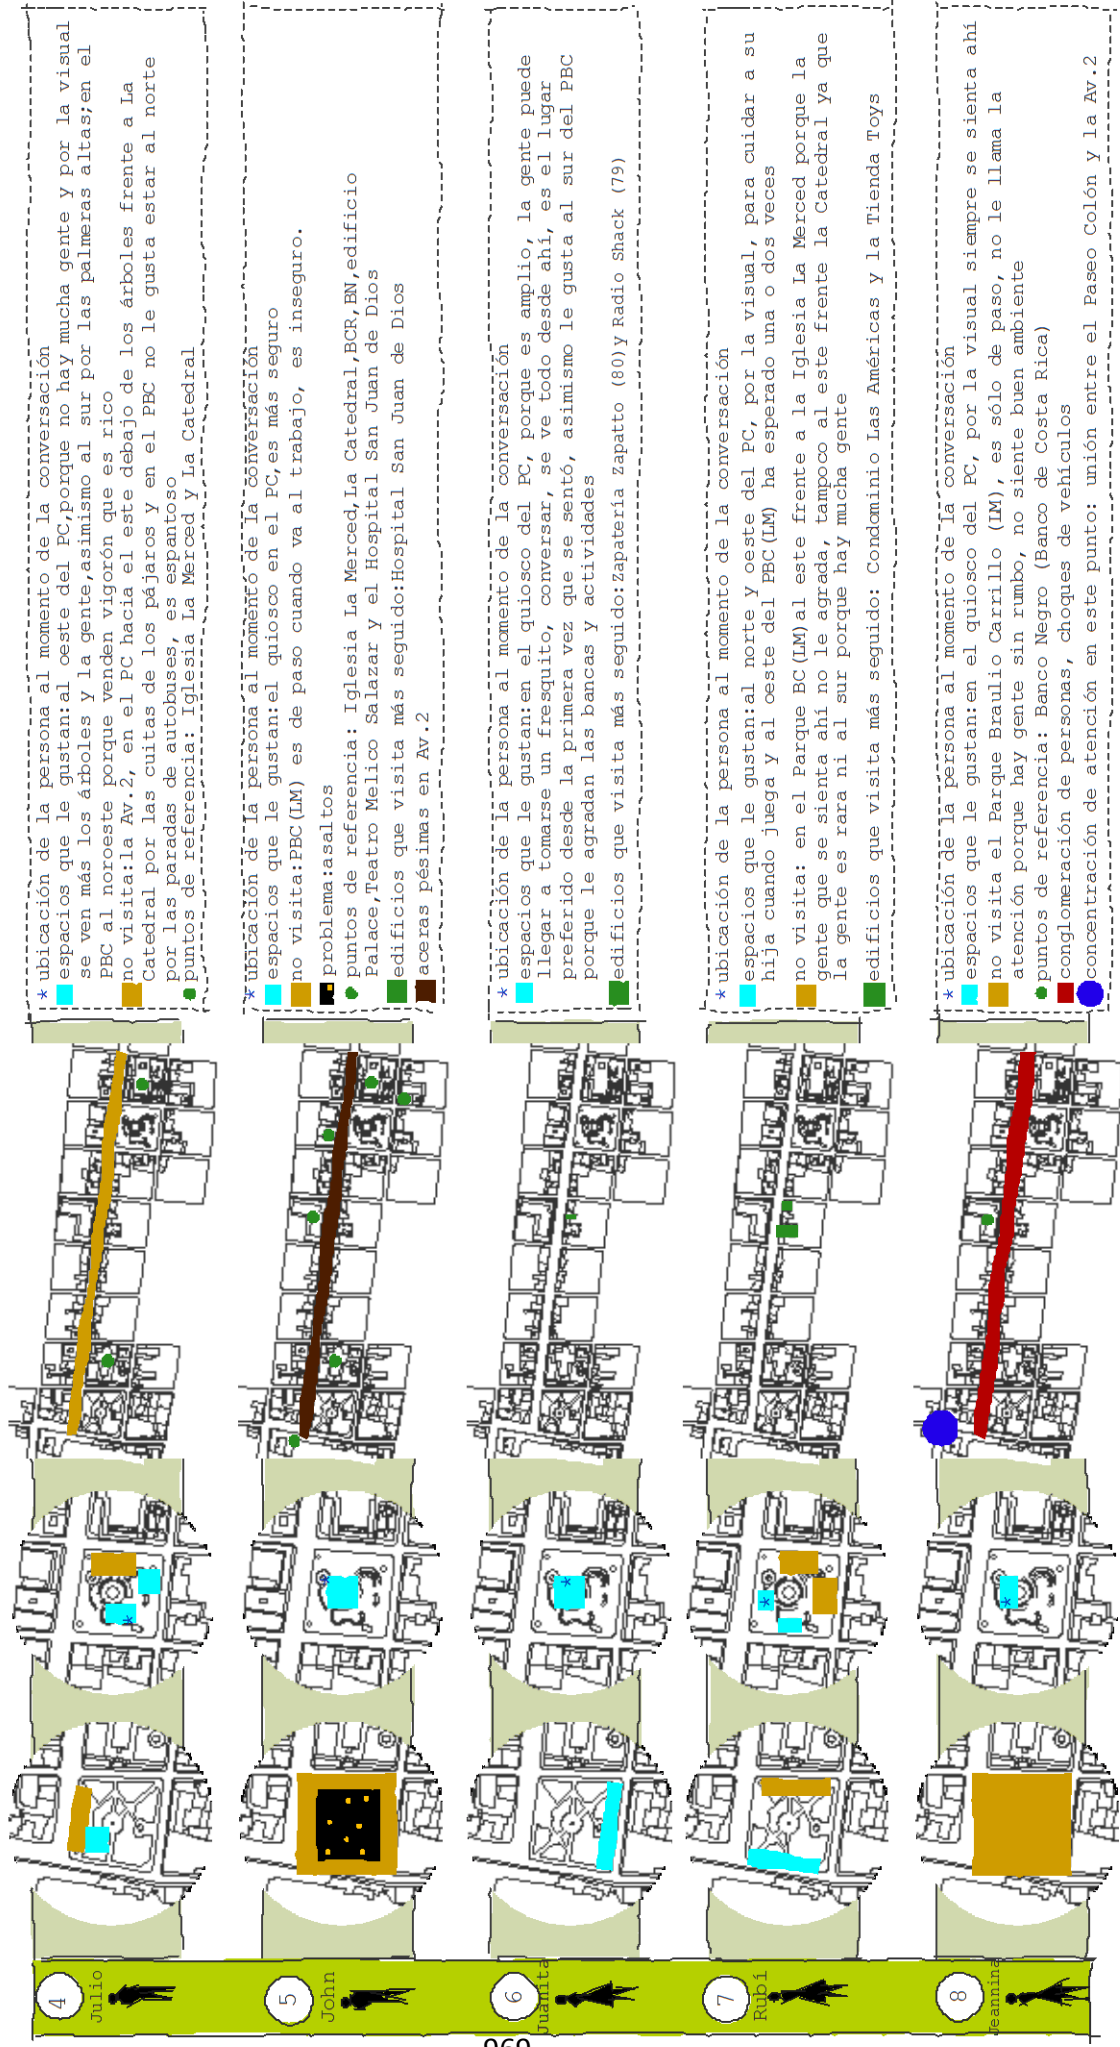 4
Julio
* ubicación de la persona al momento de la conversación
espacios que le gustan:al oeste del PC,porque no hay mucha gente y por la visual
se ven más los árboles y la gente,asimismo al sur por las palmeras altas;en el
PBC al noroeste porque venden vigorón que es rico
no visita:la Av.2, en el PC hacia el este debajo de los árboles frente a La
Catedral por las cuitas de los pájaros y en el PBC no le gusta estar al norte
por las paradas de autobuses, es espantoso
puntos de referencia: Iglesia La Merced y La Catedral
5
John
* ubicación de la persona al momento de la conversación
espacios que le gustan:el quiosco en el PC,es más seguro
no visita:PBC(LM) es de paso cuando va al trabajo, es inseguro.
problema:asaltos
puntos de referencia: Iglesia La Merced,La Catedral,BCR,BN,edificio
Palace,Teatro Melico Salazar y el Hospital San Juan de Dios
edificios que visita más seguido:Hospital San Juan de Dios
aceras pésimas en Av.2
6
Juanita
* ubicación de la persona al momento de la conversación
espacios que le gustan:en el quiosco del PC, porque es amplio, la gente puede
llegar a tomarse un fresquito, conversar, se ve todo desde ahí, es el lugar
preferido desde la primera vez que se sentó, asimismo le gusta al sur del PBC
porque le agradan las bancas y actividades
edificios que visita más seguido:Zapatería Zapatto (80)y Radio Shack (79)
7
Rubí
* ubicación de la persona al momento de la conversación
espacios que le gustan:al norte y oeste del PC, por la visual, para cuidar a su
hija cuando juega y al oeste del PBC(LM) ha esperado una o dos veces
no visita: en el Parque BC(LM)al este frente a la Iglesia La Merced porque la
gente que se sienta ahí no le agrada, tampoco al este frente la Catedral ya que
la gente es rara ni al sur porque hay mucha gente
edificios que visita más seguido: Condominio Las Américas y la Tienda Toys
8
Jeannina
* ubicación de la persona al momento de la conversación
espacios que le gustan:en el quiosco del PC, por la visual siempre se sienta ahí
no visita el Parque Braulio Carrillo (LM), es sólo de paso, no le llama la
atención porque hay gente sin rumbo, no siente buen ambiente
puntos de referencia: Banco Negro (Banco de Costa Rica)
conglomeración de personas, choques de vehículos
concentración de atención en este punto: unión entre el Paseo Colón y la Av.2